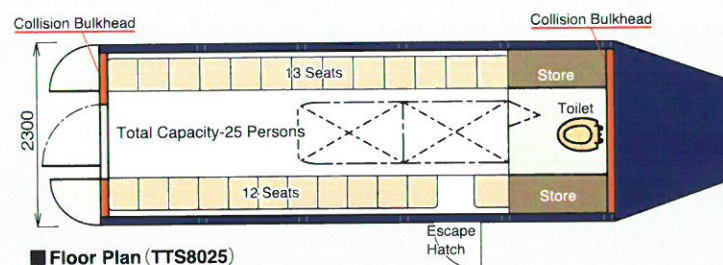 Collision Bulkhead
Collision Bulkhead
13 Seats
Store
Toilet
2300
Total Capacity-25 Persons
12 Seats
Store
Escape
Hatch
■ Floor Plan (TTS8025)